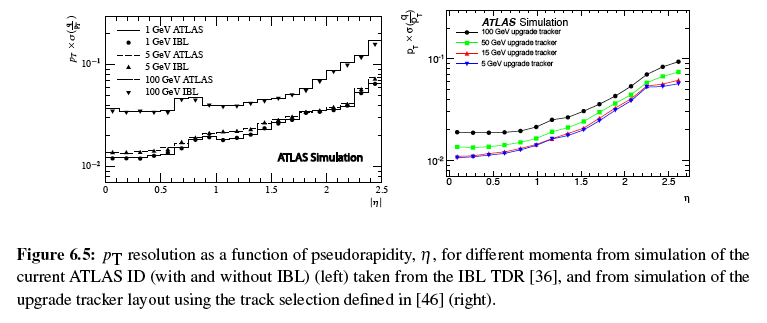 p_T × σ(q/p_T)
1 GeV ATLAS
1 GeV IBL
5 GeV ATLAS
5 GeV IBL
100 GeV ATLAS
100 GeV IBL
10⁻¹
10⁻²
ATLAS Simulation
0 0.5 1 1.5 2 2.5
|η|
p_T × σ(q/p_T)
ATLAS Simulation
100 GeV upgrade tracker
50 GeV upgrade tracker
15 GeV upgrade tracker
5 GeV upgrade tracker
10⁻¹
10⁻²
0 0.5 1 1.5 2 2.5
η
Figure 6.5: pT resolution as a function of pseudorapidity, η, for different momenta from simulation of the
current ATLAS ID (with and without IBL) (left) taken from the IBL TDR [36], and from simulation of the
upgrade tracker layout using the track selection defined in [46] (right).